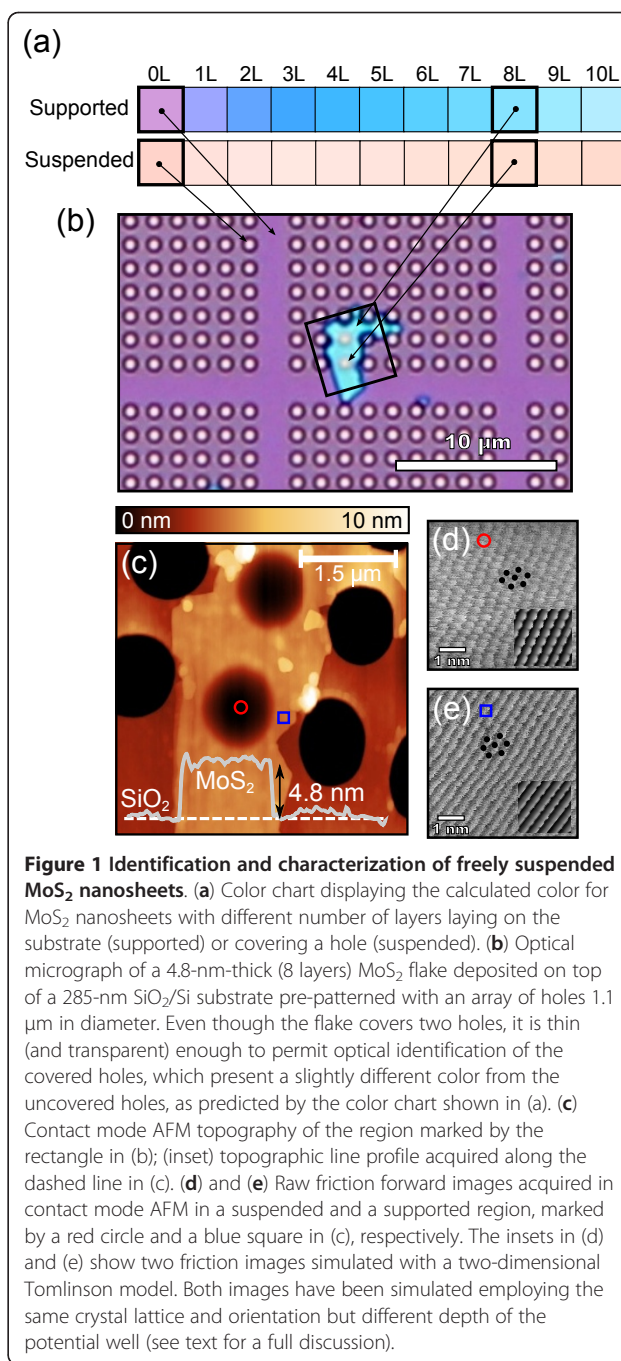 (a)
0L 1L 2L 3L 4L 5L 6L 7L 8L 9L 10L
Supported
Suspended
(b)
10 μm
0 nm 10 nm
(c)
1.5 μm
SiO₂
MoS₂
4.8 nm
(d)
1 nm
(e)
1 nm
Figure 1 Identification and characterization of freely suspended
MoS₂ nanosheets. (a) Color chart displaying the calculated color for
MoS₂ nanosheets with different number of layers laying on the
substrate (supported) or covering a hole (suspended). (b) Optical
micrograph of a 4.8-nm-thick (8 layers) MoS₂ flake deposited on top
of a 285-nm SiO₂/Si substrate pre-patterned with an array of holes 1.1
μm in diameter. Even though the flake covers two holes, it is thin
(and transparent) enough to permit optical identification of the
covered holes, which present a slightly different color from the
uncovered holes, as predicted by the color chart shown in (a). (c)
Contact mode AFM topography of the region marked by the
rectangle in (b); (inset) topographic line profile acquired along the
dashed line in (c). (d) and (e) Raw friction forward images acquired in
contact mode AFM in a suspended and a supported region, marked
by a red circle and a blue square in (c), respectively. The insets in (d)
and (e) show two friction images simulated with a two-dimensional
Tomlinson model. Both images have been simulated employing the
same crystal lattice and orientation but different depth of the
potential well (see text for a full discussion).